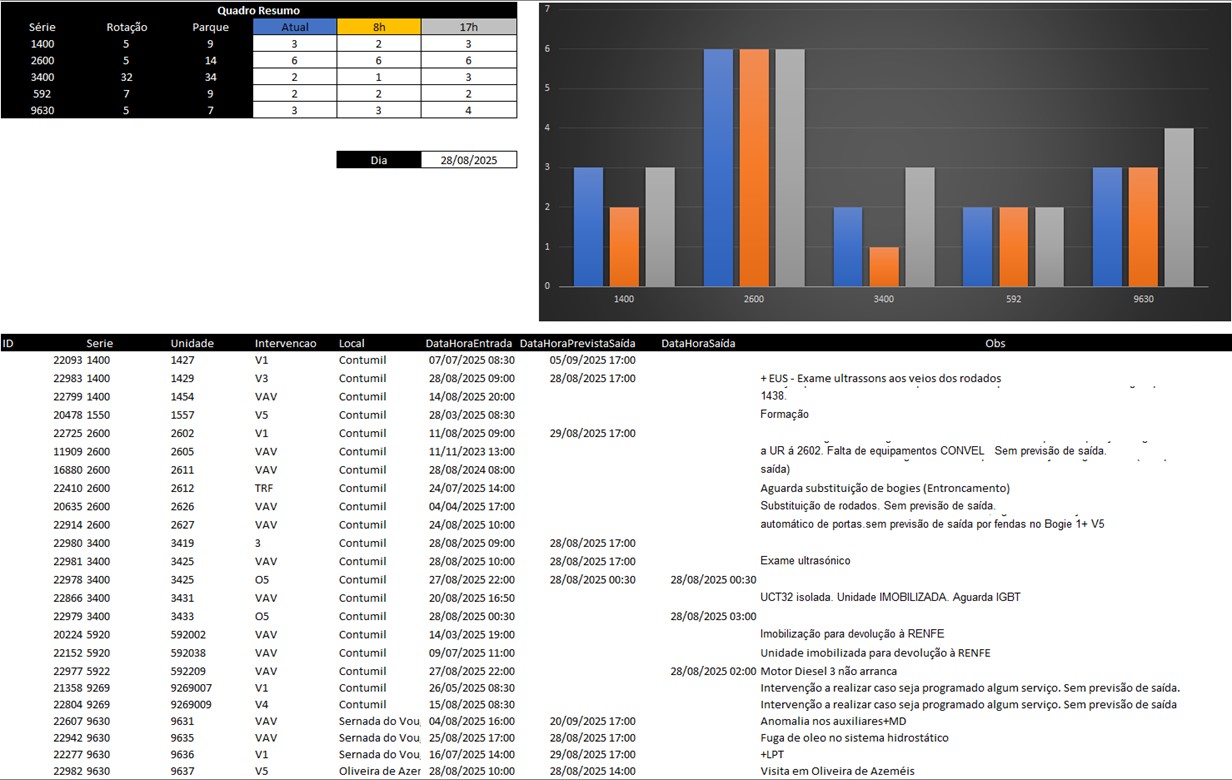 Quadro Resumo
Série Rotação Parque Atual 8h 17h
1400 5 9 3 2 3
2600 5 14 6 6 6
3400 32 34 2 1 3
592 7 9 2 2 2
9630 5 7 3 3 4
Dia 28/08/2025
7
6
5
4
3
2
1
0
1400 2600 3400 592 9630
ID Serie Unidade Intervencao Local DataHoraEntrada DataHoraPrevistaSaída DataHoraSaída Obs
22093 1400 1427 V1 Contumil 07/07/2025 08:30 05/09/2025 17:00
22983 1400 1429 V3 Contumil 28/08/2025 09:00 28/08/2025 17:00 + EUS - Exame ultrassons aos veios dos rodados
22799 1400 1454 VAV Contumil 14/08/2025 20:00 1438.
20478 1550 1557 V5 Contumil 28/03/2025 08:30 Formação
22725 2600 2602 V1 Contumil 11/08/2025 09:00 29/08/2025 17:00
11909 2600 2605 VAV Contumil 11/11/2023 13:00 a UR á 2602. Falta de equipamentos CONVEL Sem previsão de saída.
16880 2600 2611 VAV Contumil 28/08/2024 08:00 saída)
22410 2600 2612 TRF Contumil 24/07/2025 14:00 Aguarda substituição de bogies (Entroncamento)
20635 2600 2626 VAV Contumil 04/04/2025 17:00 Substituição de rodados. Sem previsão de saída.
22914 2600 2627 VAV Contumil 24/08/2025 10:00 automático de portas.sem previsão de saída por fendas no Bogie 1+ V5
22980 3400 3419 3 Contumil 28/08/2025 09:00 28/08/2025 17:00
22981 3400 3425 VAV Contumil 28/08/2025 10:00 28/08/2025 17:00 Exame ultrasónico
22978 3400 3425 O5 Contumil 27/08/2025 22:00 28/08/2025 00:30 28/08/2025 00:30
22866 3400 3431 VAV Contumil 20/08/2025 16:50 UCT32 isolada. Unidade IMOBILIZADA. Aguarda IGBT
22979 3400 3433 O5 Contumil 28/08/2025 00:30 28/08/2025 03:00
20224 5920 592002 VAV Contumil 14/03/2025 19:00 Imobilização para devolução à RENFE
22152 5920 592038 VAV Contumil 09/07/2025 11:00 Unidade imobilizada para devolução à RENFE
22977 5922 592209 VAV Contumil 27/08/2025 22:00 28/08/2025 02:00 Motor Diesel 3 não arranca
21358 9269 9269007 V1 Contumil 26/05/2025 08:30 Intervenção a realizar caso seja programado algum serviço. Sem previsão de saída.
22804 9269 9269009 V4 Contumil 15/08/2025 08:30 Intervenção a realizar caso seja programado algum serviço. Sem previsão de saída
22607 9630 9631 VAV Sernada do Vou 04/08/2025 16:00 20/09/2025 17:00 Anomalia nos auxiliares+MD
22942 9630 9635 VAV Sernada do Vou 25/08/2025 17:00 28/08/2025 17:00 Fuga de oleo no sistema hidrostático
22277 9630 9636 V1 Sernada do Vou 16/07/2025 14:00 29/08/2025 17:00 +LPT
22982 9630 9637 V5 Oliveira de Azer 28/08/2025 10:00 28/08/2025 14:00 Visita em Oliveira de Azeméis